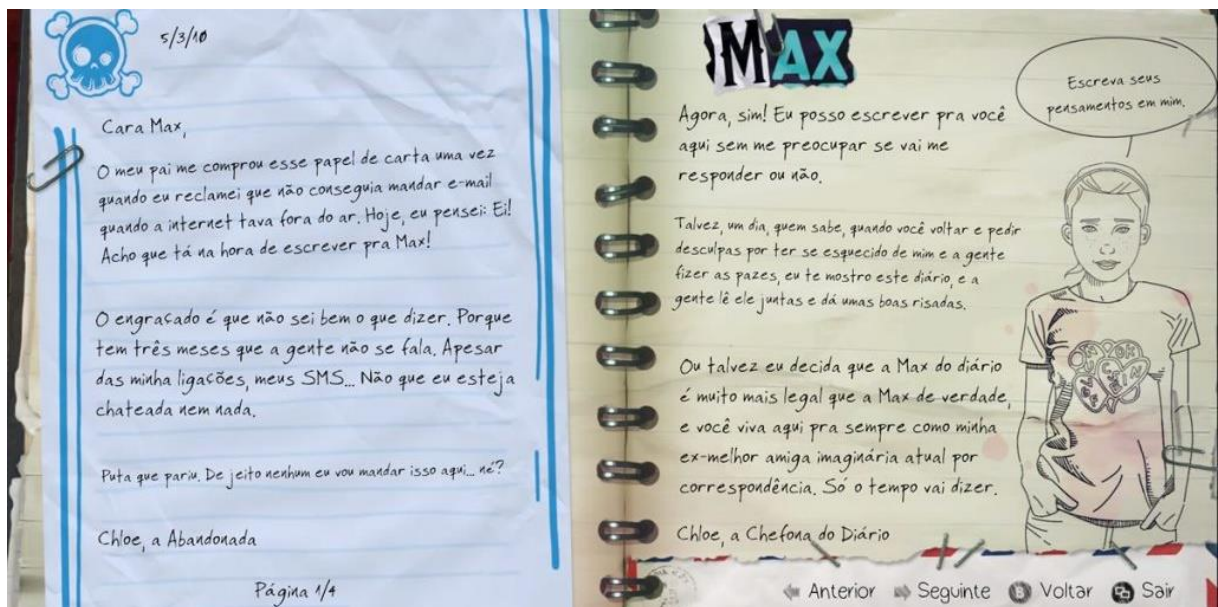 5/3/10
Cara Max,
O meu pai me comprou esse papel de carta uma vez
quando eu reclamei que não conseguia mandar e-mail
quando a internet tava fora do ar. Hoje, eu pensei: Ei!
Acho que tá na hora de escrever pra Max!
O engraçado é que não sei bem o que dizer. Porque
tem três meses que a gente não se fala. Apesar
das minha ligações, meus SMS... Não que eu esteja
chateada nem nada.
Puta que pariu. De jeito nenhum eu vou mandar isso aqui... né?
Chloe, a Abandonada
Página 1/4
MAX
Agora, sim! Eu posso escrever pra você
aqui sem me preocupar se vai me
responder ou não.
Talvez, um dia, quem sabe, quando você voltar e pedir
desculpas por ter se esquecido de mim e a gente
fizer as pazes, eu te mostro este diário, e a
gente lê ele juntas e dá umas boas risadas.
Ou talvez eu decida que a Max do diário
é muito mais legal que a Max de verdade,
e você viva aqui pra sempre como minha
ex-melhor amiga imaginária atual por
correspondência. Só o tempo vai dizer.
Chloe, a Chefona do Diário
Escreva seus
pensamentos em mim.
Anterior Seguinte B Voltar Sair